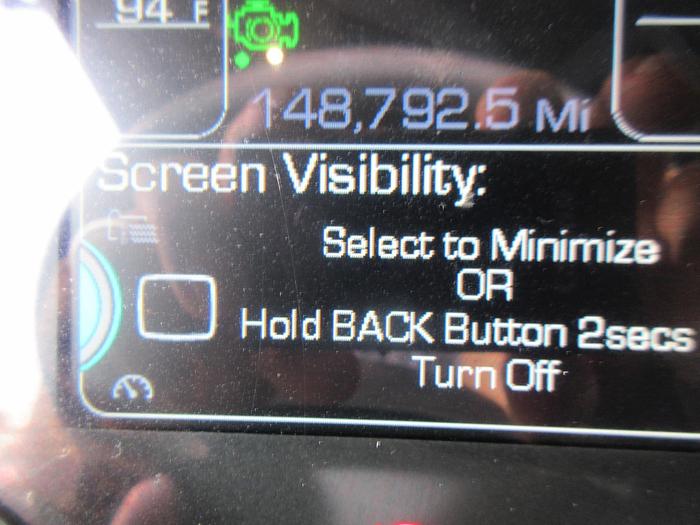 94 F
148,792.5 Mi
Screen Visibility:
Select to Minimize
OR
Hold BACK Button 2secs
Turn Off